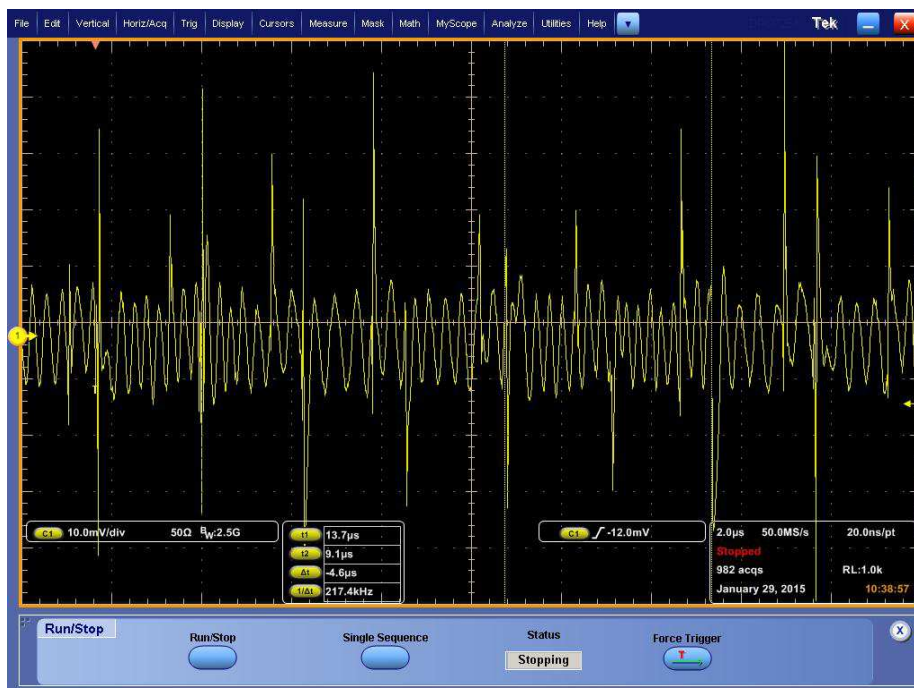 File Edit Vertical Horiz/Acq Trig Display Cursors Measure Mask Math MyScope Analyze Utilities Help Tek X
1
T
C1 10.0mV/div 50Ω BW:2.5G
t1 13.7µs
t2 9.1µs
Δt -4.6µs
1/Δt 217.4kHz
C1 -12.0mV
2.0µs 50.0MS/s 20.0ns/pt
Stopped
982 acqs RL:1.0k
January 29, 2015 10:38:57
Run/Stop
X
Run/Stop Single Sequence Status Force Trigger
Stopping
T